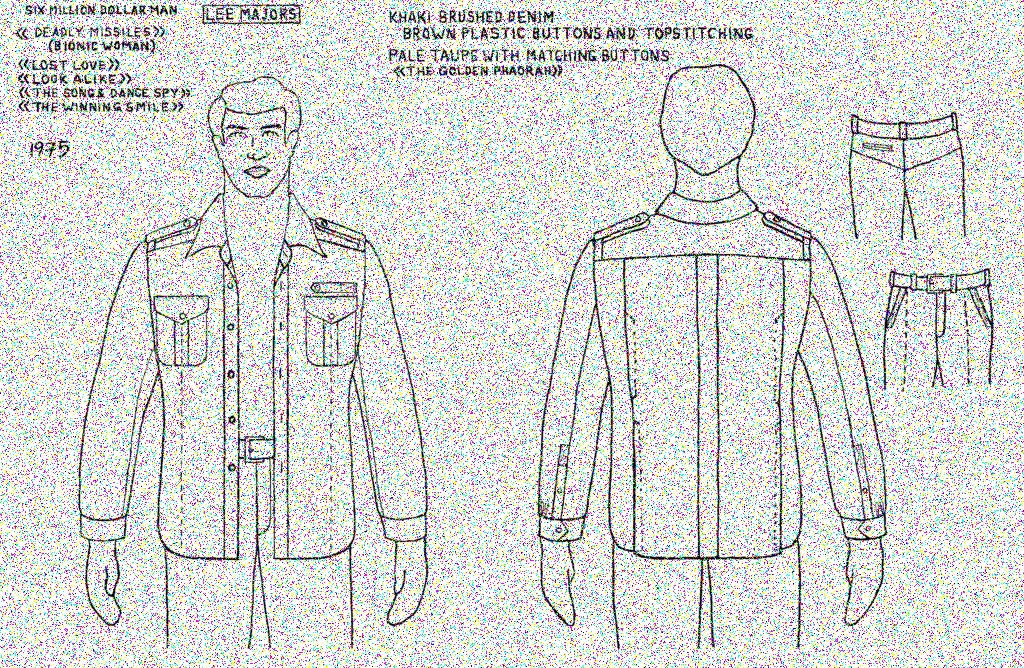 SIX MILLION DOLLAR MAN
LEE MAJORS
<< DEADLY MISSILES >>
(BIONIC WOMAN)
<<LOST LOVE>>
<<LOOK ALIKE>>
<<THE SONG & DANCE SPY>>
<<THE WINNING SMILE>>
1975
KHAKI BRUSHED DENIM
BROWN PLASTIC BUTTONS AND TOPSTITCHING
PALE TAUPE WITH MATCHING BUTTONS
<<THE GOLDEN PHAORAH>>